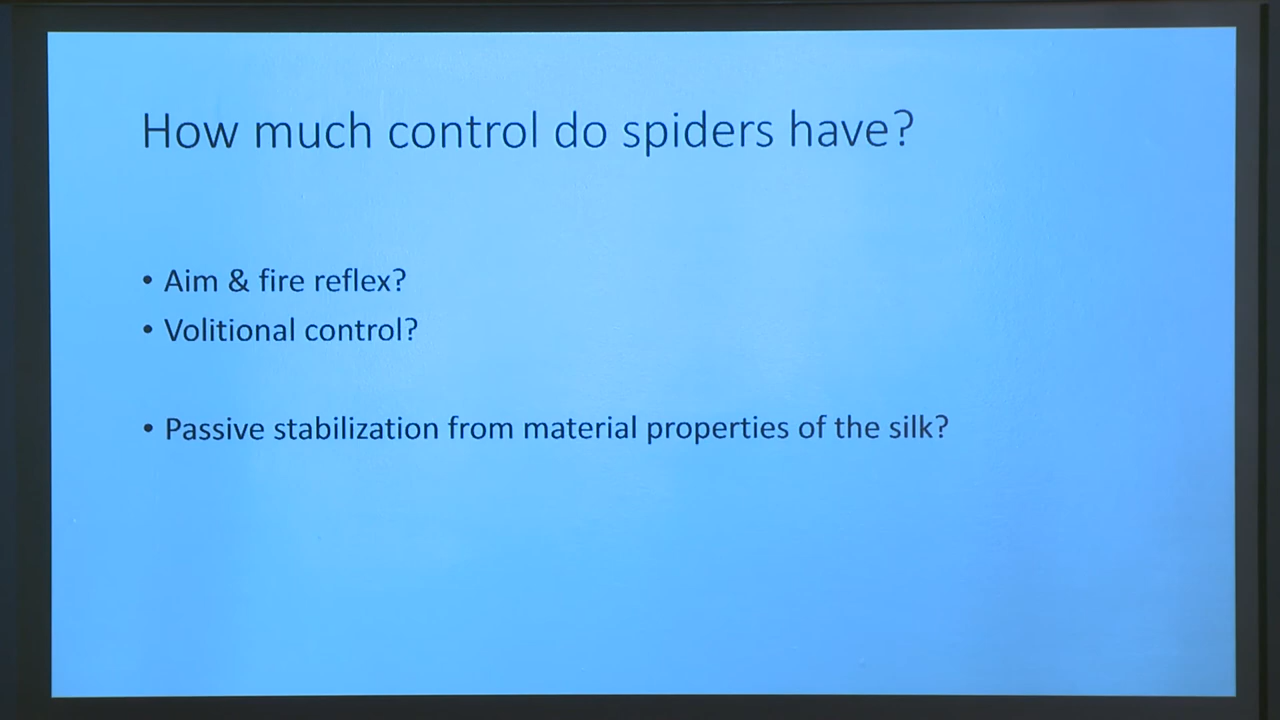 How much control do spiders have?
• Aim & fire reflex?
• Volitional control?
• Passive stabilization from material properties of the silk?